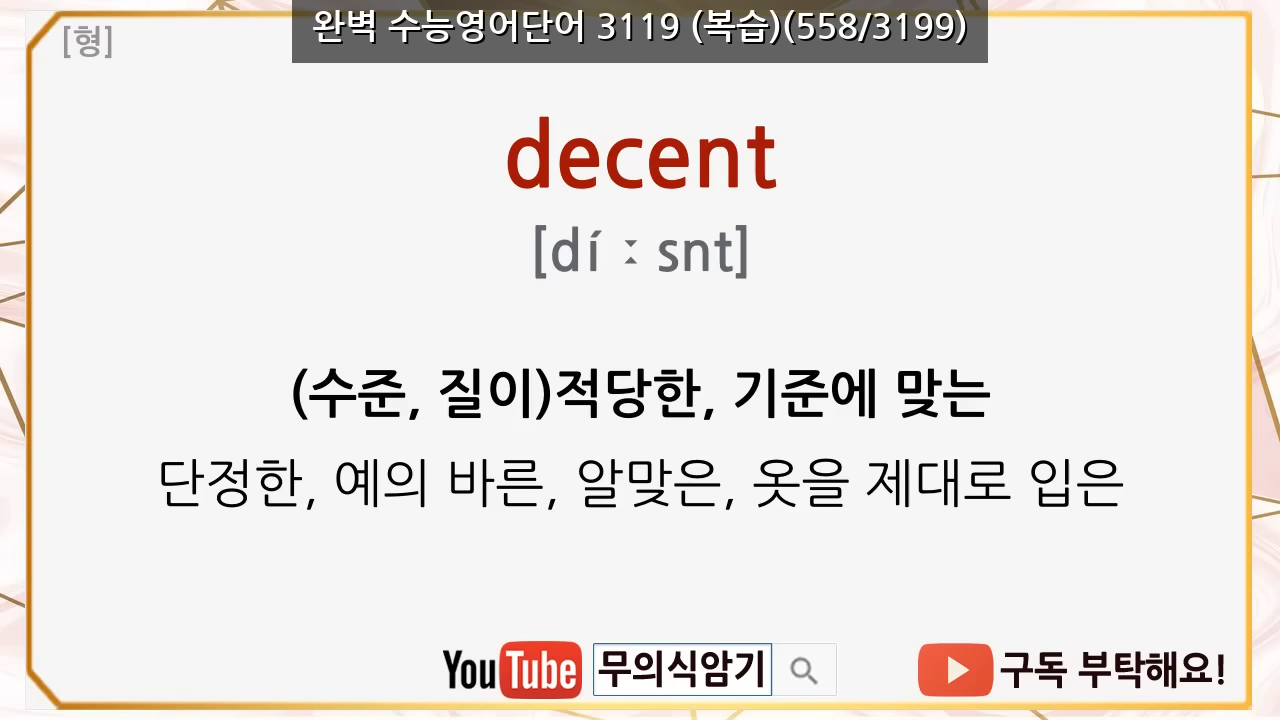 완벽 수능영어단어 3119 (복습)(558/3199)
[형]
decent
[díːsnt]
(수준, 질이)적당한, 기준에 맞는
단정한, 예의 바른, 알맞은, 옷을 제대로 입은
YouTube 무의식암기 구독 부탁해요!